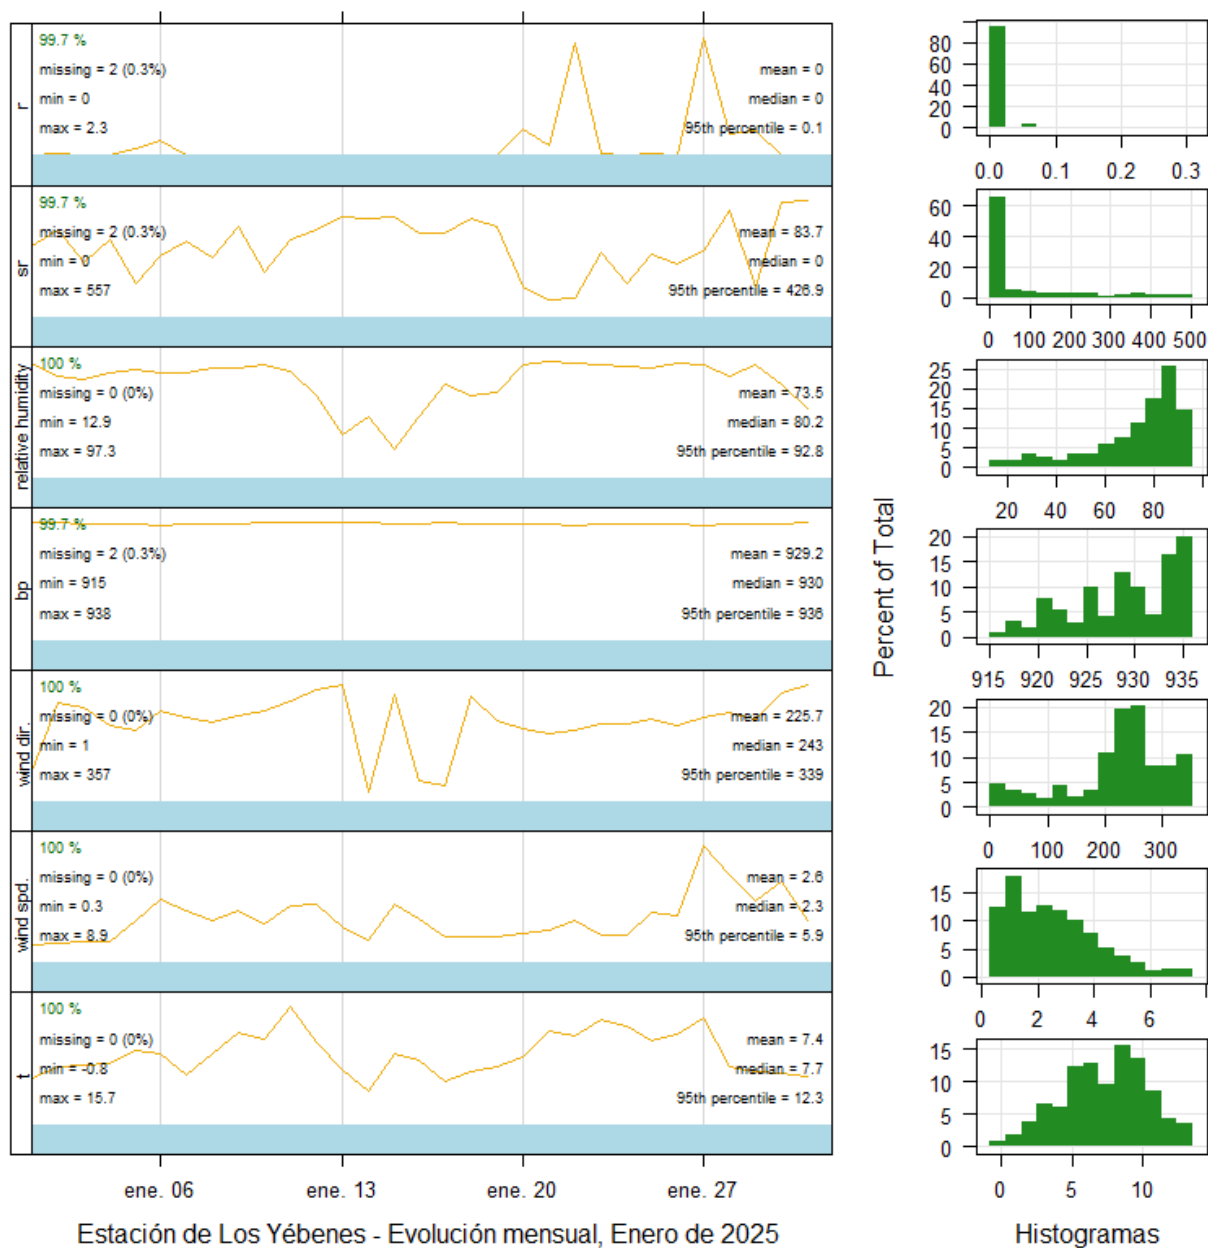 r
99.7 %
missing = 2 (0.3%)
min = 0
max = 2.3
mean = 0
median = 0
95th percentile = 0.1
sr
99.7 %
missing = 2 (0.3%)
min = 0
max = 557
mean = 83.7
median = 0
95th percentile = 426.9
relative humidity
100 %
missing = 0 (0%)
min = 12.9
max = 97.3
mean = 73.5
median = 80.2
95th percentile = 92.8
bp
99.7 %
missing = 2 (0.3%)
min = 915
max = 938
mean = 929.2
median = 930
95th percentile = 936
wind dir.
100 %
missing = 0 (0%)
min = 1
max = 357
mean = 225.7
median = 243
95th percentile = 339
wind spd.
100 %
missing = 0 (0%)
min = 0.3
max = 8.9
mean = 2.6
median = 2.3
95th percentile = 5.9
t
100 %
missing = 0 (0%)
min = -0.8
max = 15.7
mean = 7.4
median = 7.7
95th percentile = 12.3
ene. 06 ene. 13 ene. 20 ene. 27
Estación de Los Yébenes - Evolución mensual, Enero de 2025
Percent of Total
80
60
40
20
0
0.0 0.1 0.2 0.3
60
40
20
0
0 100 200 300 400 500
25
20
15
10
5
0
20 40 60 80
20
15
10
5
0
915 920 925 930 935
20
15
10
5
0
0 100 200 300
15
10
5
0
0 2 4 6
15
10
5
0
0 5 10
Histogramas